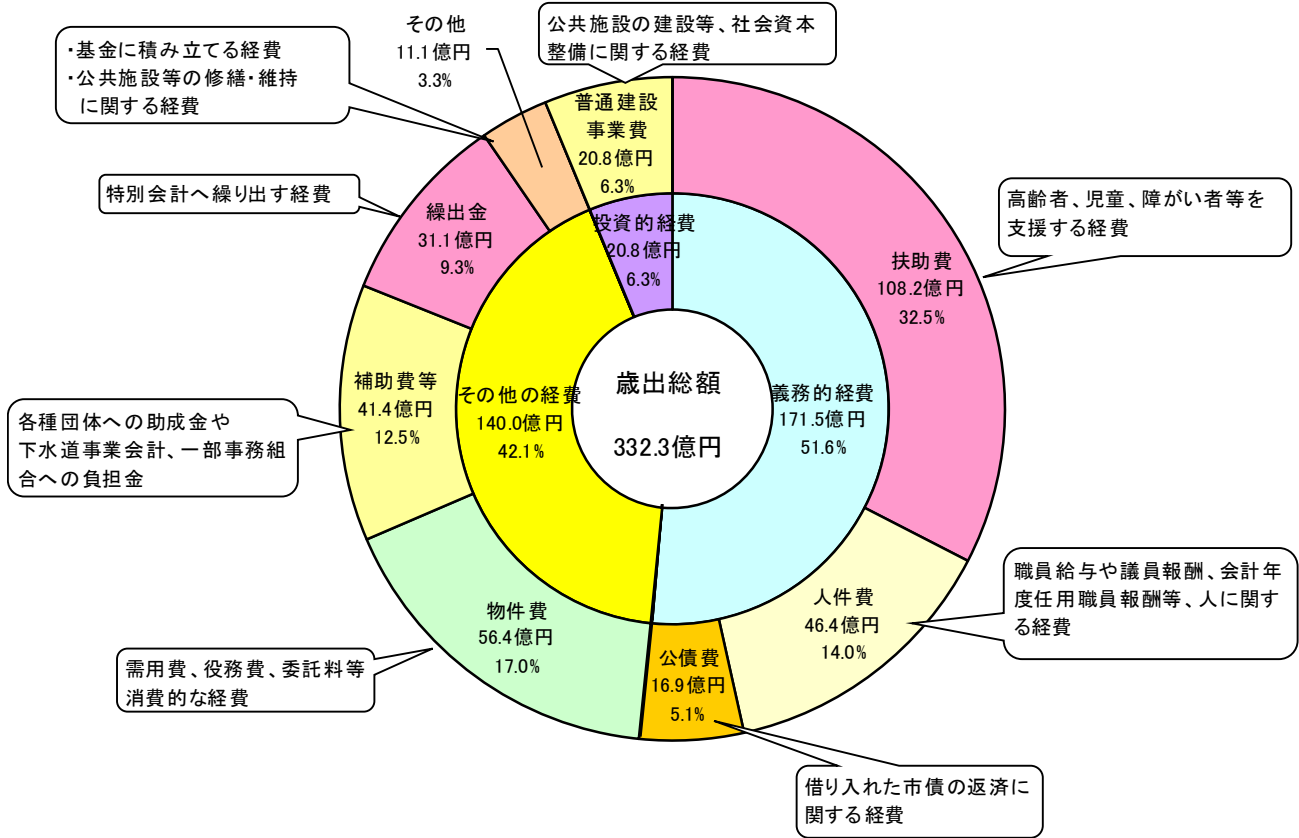 ・基金に積み立てる経費
・公共施設等の修繕・維持
に関する経費
その他
11.1億円
3.3%
公共施設の建設等、社会資本
整備に関する経費
普通建設
事業費
20.8億円
6.3%
特別会計へ繰り出す経費
繰出金
31.1億円
9.3%
投資的経費
20.8億円
6.3%
扶助費
108.2億円
32.5%
高齢者、児童、障がい者等を
支援する経費
補助費等
41.4億円
12.5%
各種団体への助成金や
下水道事業会計、一部事務組
合への負担金
その他の経費
140.0億円
42.1%
歳出総額
332.3億円
義務的経費
171.5億円
51.6%
物件費
56.4億円
17.0%
需用費、役務費、委託料等
消費的な経費
公債費
16.9億円
5.1%
人件費
46.4億円
14.0%
職員給与や議員報酬、会計年
度任用職員報酬等、人に関す
る経費
借り入れた市債の返済に
関する経費